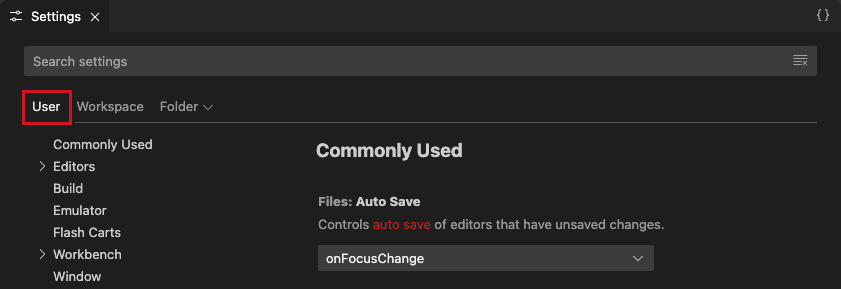 Settings
{}
Search settings
User Workspace Folder
Commonly Used
Editors
Build
Emulator
Flash Carts
Workbench
Window
Commonly Used
Files: Auto Save
Controls auto save of editors that have unsaved changes.
onFocusChange